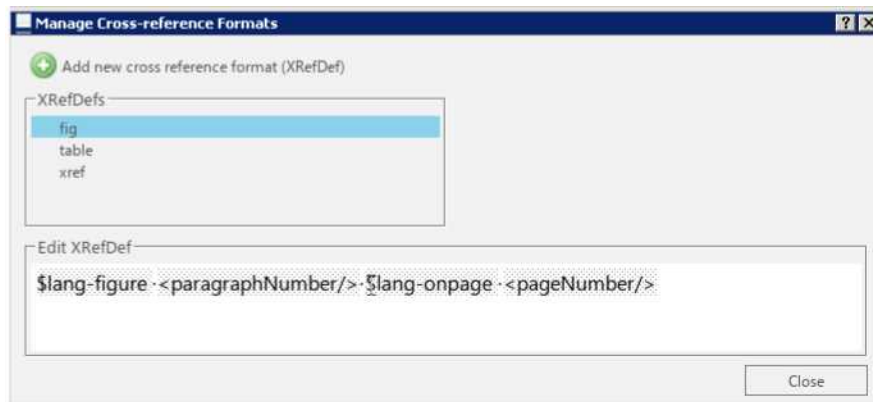 Manage Cross-reference Formats
Add new cross reference format (XRefDef)
XRefDefs
fig
table
xref
Edit XRefDef
$lang-figure ·<paragraphNumber/>·$lang-onpage ·<pageNumber/>
Close